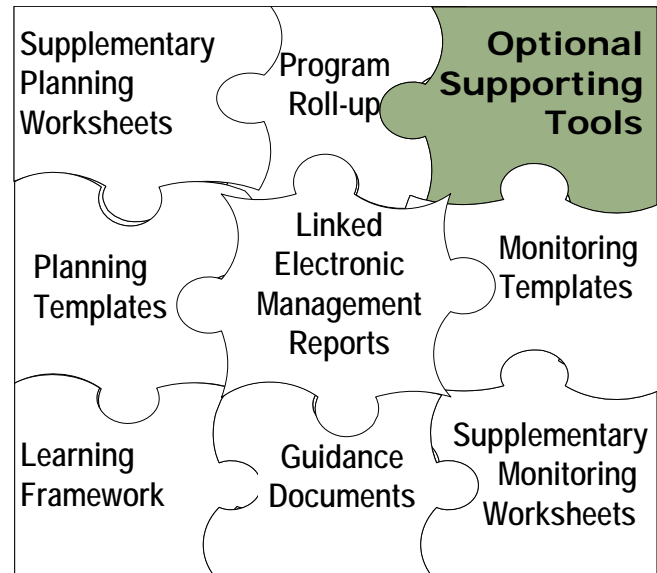 Supplementary
Planning
Worksheets
Program
Roll-up
Optional
Supporting
Tools
Planning
Templates
Linked
Electronic
Management
Reports
Monitoring
Templates
Learning
Framework
Guidance
Documents
Supplementary
Monitoring
Worksheets